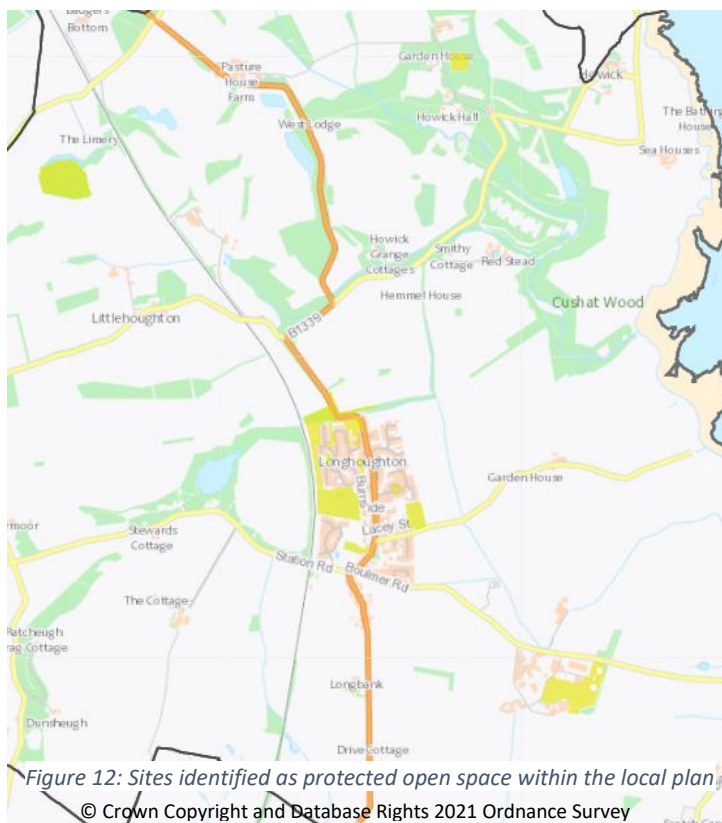 Badgers
Bottom
Pasture
House
Farm
Garden House
Howick
The Limery
West Lodge
Howick Hall
The Bathing
House
Sea Houses
Howick
Grange
Cottages
Smithy
Cottage
Red Stead
Hemmel House
Cushat Wood
Littlehoughton
B1339
Longhoughton
Burnside
Garden House
Lacey St
Stewards
Cottage
Station Rd
Boulmer Rd
The Cottage
Ratcheugh
Crag Cottage
Longbank
Dunsheugh
Drive Cottage
Figure 12: Sites identified as protected open space within the local plan
© Crown Copyright and Database Rights 2021 Ordnance Survey